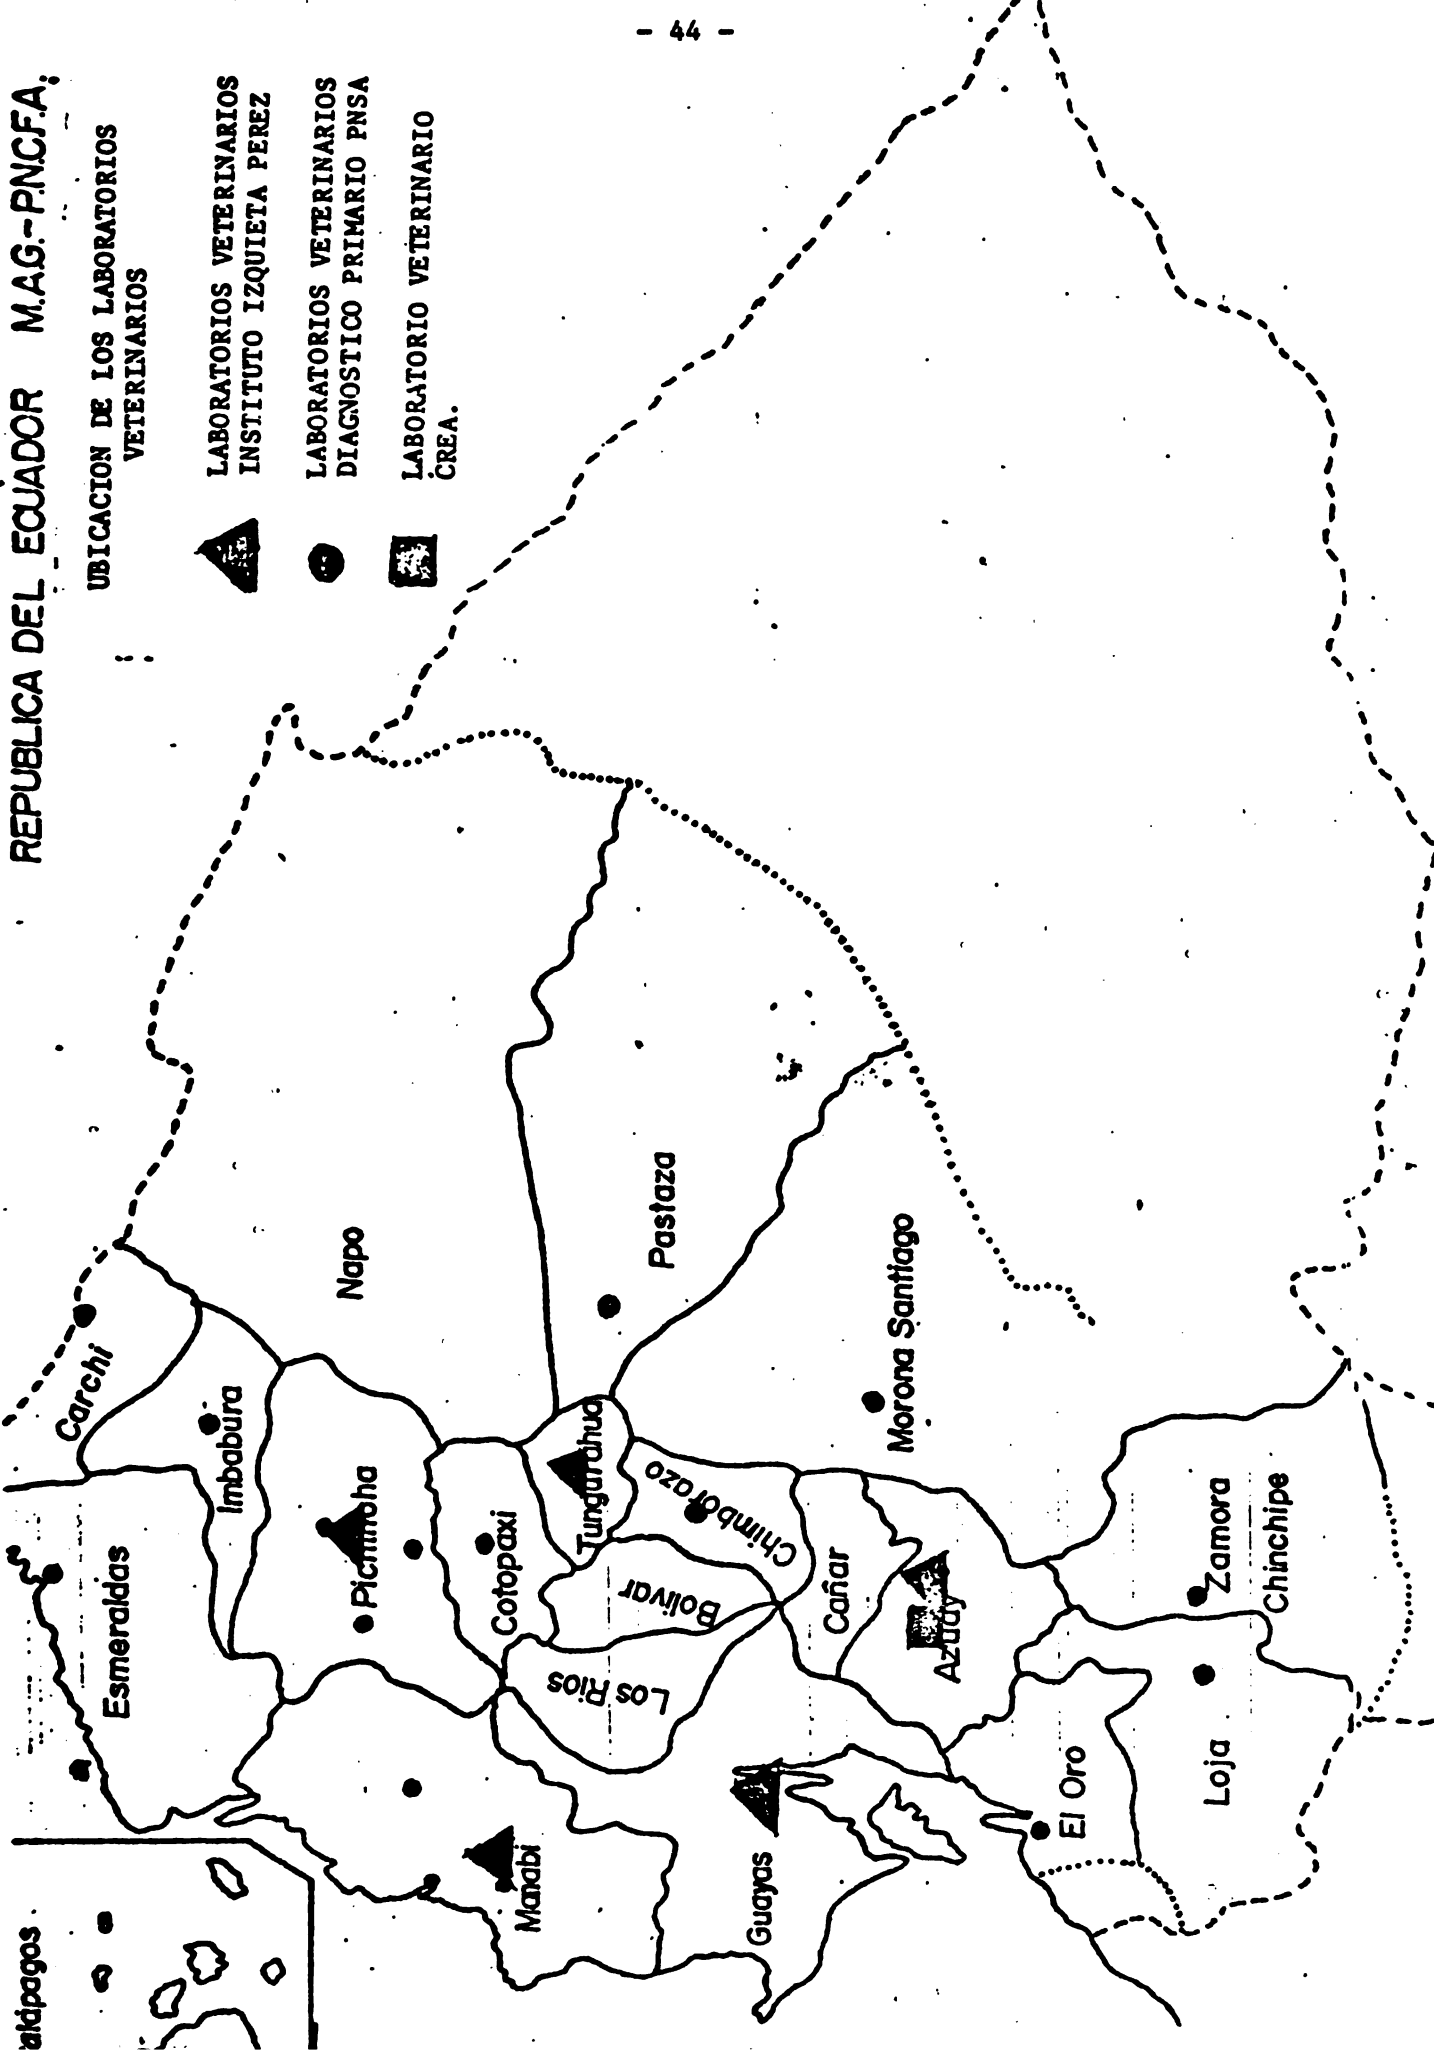 - 44 -
REPUBLICA DEL ECUADOR M.A.G.-P.N.C.F.A.
UBICACION DE LOS LABORATORIOS
VETERINARIOS
LABORATORIOS VETERINARIOS
INSTITUTO IZQUIETA PEREZ
LABORATORIOS VETERINARIOS
DIAGNOSTICO PRIMARIO PNSA
LABORATORIO VETERINARIO
CREA.
alápagos
Esmeraldas
Carchi
Imbabura
Napo
Pichincha
Manabi
Cotopaxi
Tungurahua
Pastaza
Los Rios
Bolivar
Chimborazo
Guayas
Cañar
Morona Santiago
Azuay
El Oro
Loja
Zamora
Chinchipe